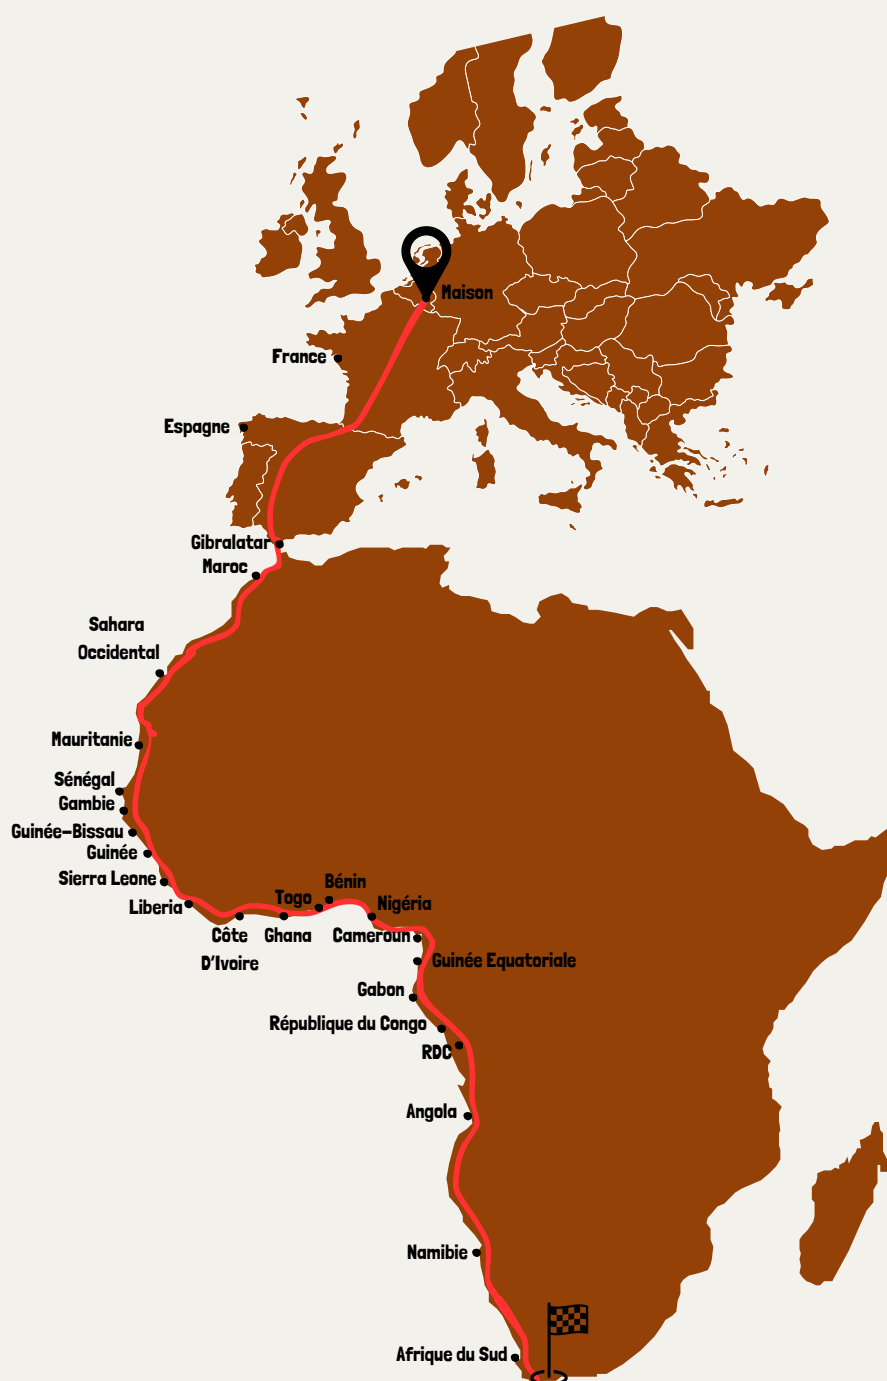 Maison
France
Espagne
Gibralatar
Maroc
Sahara
Occidental
Mauritanie
Sénégal
Gambie
Guinée-Bissau
Guinée
Sierra Leone
Liberia
Côte
D'Ivoire
Ghana
Togo
Bénin
Nigéria
Cameroun
Guinée Equatoriale
Gabon
République du Congo
RDC
Angola
Namibie
Afrique du Sud